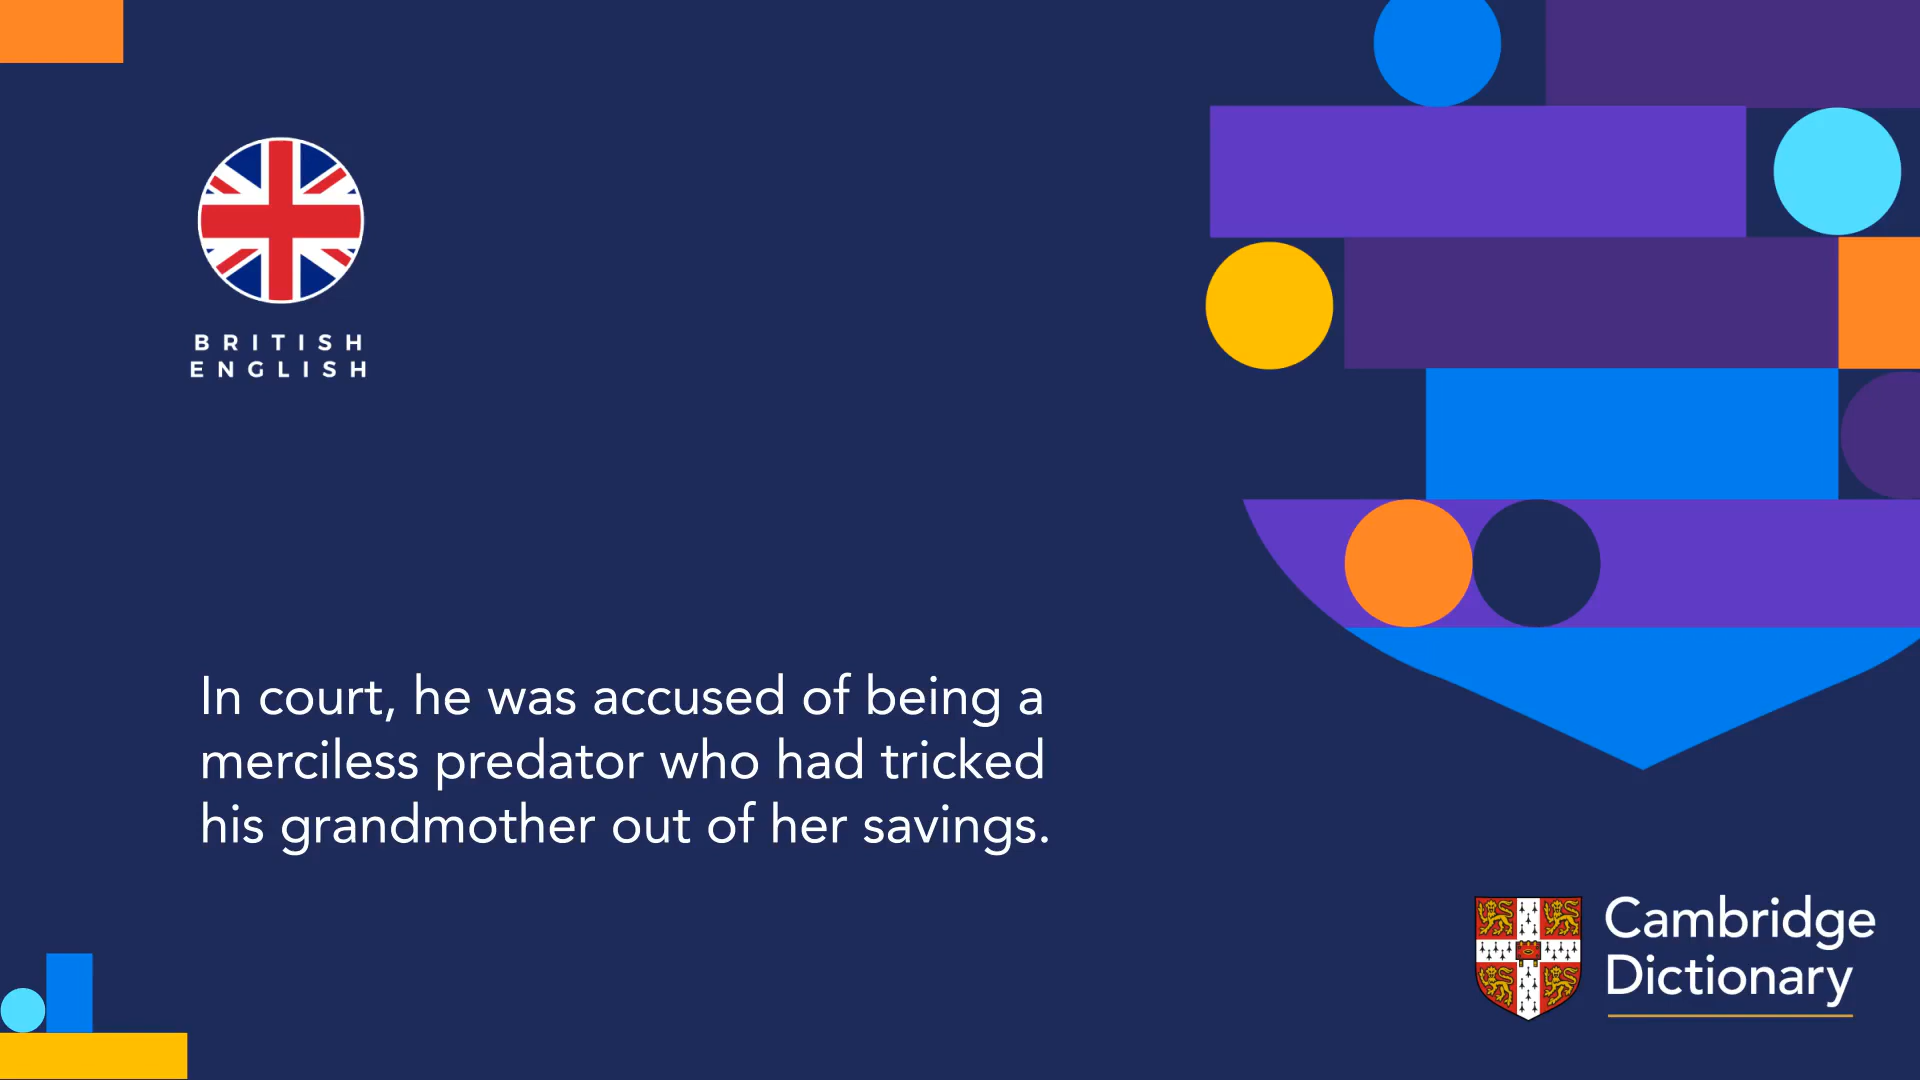 BRITISH
ENGLISH
In court, he was accused of being a
merciless predator who had tricked
his grandmother out of her savings.
Cambridge
Dictionary